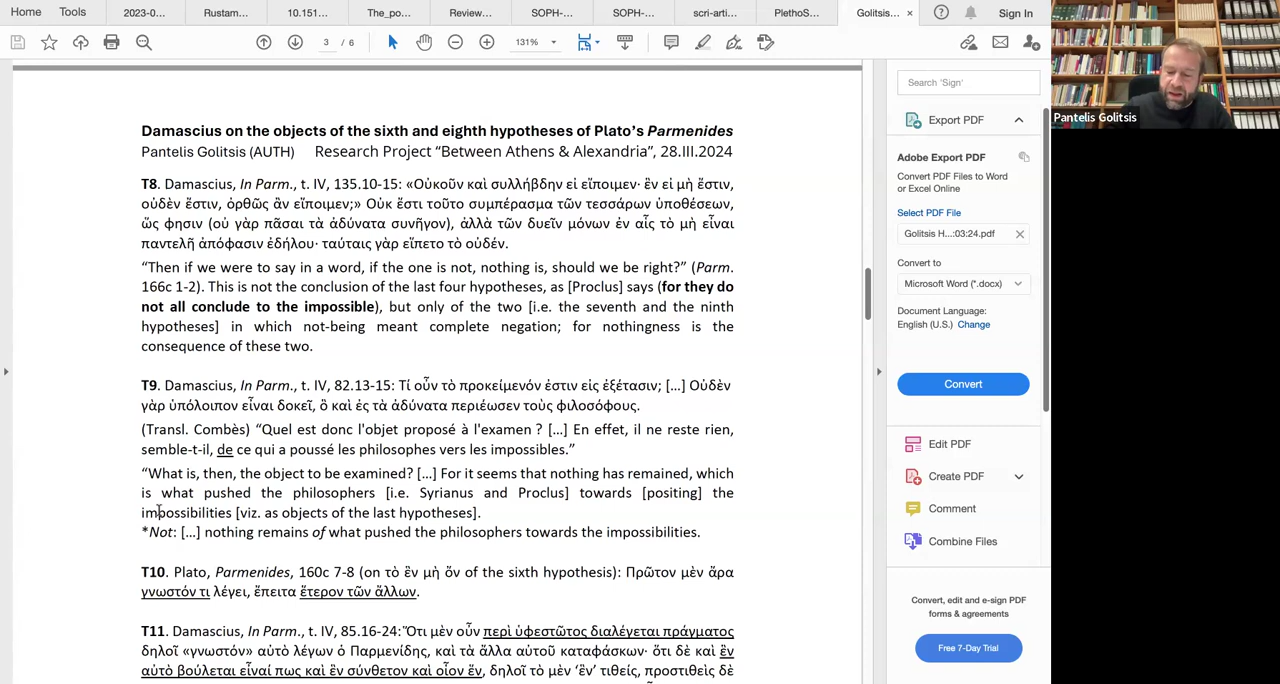 Home Tools 2023-0... Rustam... 10.151... The_po... Review... SOPH-... SOPH-... scri-arti... PlethoS... Golitsis... × Sign In
3 / 6 131%
Search 'Sign'
Export PDF
Adobe Export PDF
Convert PDF Files to Word
or Excel Online
Select PDF File
Golitsis H...:03:24.pdf
Convert to
Microsoft Word (*.docx)
Document Language:
English (U.S.) Change
Convert
Edit PDF
Create PDF
Comment
Combine Files
Create, edit and e-sign PDF
forms & agreements
Free 7-Day Trial
Pantelis Golitsis
Damascius on the objects of the sixth and eighth hypotheses of Plato's Parmenides
Pantelis Golitsis (AUTH) Research Project "Between Athens & Alexandria", 28.III.2024
T8. Damascius, In Parm., t. IV, 135.10-15: «Οὐκοῦν καὶ συλλήβδην εἰ εἴποιμεν· ἓν εἰ μὴ ἔστιν,
οὐδὲν ἔστιν, ὀρθῶς ἂν εἴποιμεν;» Οὐκ ἔστι τοῦτο συμπέρασμα τῶν τεσσάρων ὑποθέσεων,
ὥς φησιν (οὐ γὰρ πᾶσαι τὰ ἀδύνατα συνῆγον), ἀλλὰ τῶν δυεῖν μόνων ἐν αἷς τὸ μὴ εἶναι
παντελῆ ἀπόφασιν ἐδήλου· ταύταις γὰρ εἵπετο τὸ οὐδέν.
"Then if we were to say in a word, if the one is not, nothing is, should we be right?" (Parm.
166c 1-2). This is not the conclusion of the last four hypotheses, as [Proclus] says (for they do
not all conclude to the impossible), but only of the two [i.e. the seventh and the ninth
hypotheses] in which not-being meant complete negation; for nothingness is the
consequence of these two.
T9. Damascius, In Parm., t. IV, 82.13-15: Τί οὖν τὸ προκείμενόν ἐστιν εἰς ἐξέτασιν; [...] Οὐδὲν
γὰρ ὑπόλοιπον εἶναι δοκεῖ, ὃ καὶ ἐς τὰ ἀδύνατα περιέωσεν τοὺς φιλοσόφους.
(Transl. Combès) "Quel est donc l'objet proposé à l'examen ? [...] En effet, il ne reste rien,
semble-t-il, de ce qui a poussé les philosophes vers les impossibles."
"What is, then, the object to be examined? [...] For it seems that nothing has remained, which
is what pushed the philosophers [i.e. Syrianus and Proclus] towards [positing] the
impossibilities [viz. as objects of the last hypotheses].
*Not: [...] nothing remains of what pushed the philosophers towards the impossibilities.
T10. Plato, Parmenides, 160c 7-8 (on τὸ ἓν μὴ ὄν of the sixth hypothesis): Πρῶτον μὲν ἄρα
γνωστόν τι λέγει, ἔπειτα ἕτερον τῶν ἄλλων.
T11. Damascius, In Parm., t. IV, 85.16-24: Ὅτι μὲν οὖν περὶ ὑφεστῶτος διαλέγεται πράγματος
δηλοῖ «γνωστόν» αὐτὸ λέγων ὁ Παρμενίδης, καὶ τὰ ἄλλα αὐτοῦ καταφάσκων· ὅτι δὲ καὶ ἓν
αὐτὸ βούλεται εἶναί πως καὶ ἓν σύνθετον καὶ οἷον ἕν, δηλοῖ τὸ μὲν 'ἓν' τιθείς, προστιθεὶς δὲ